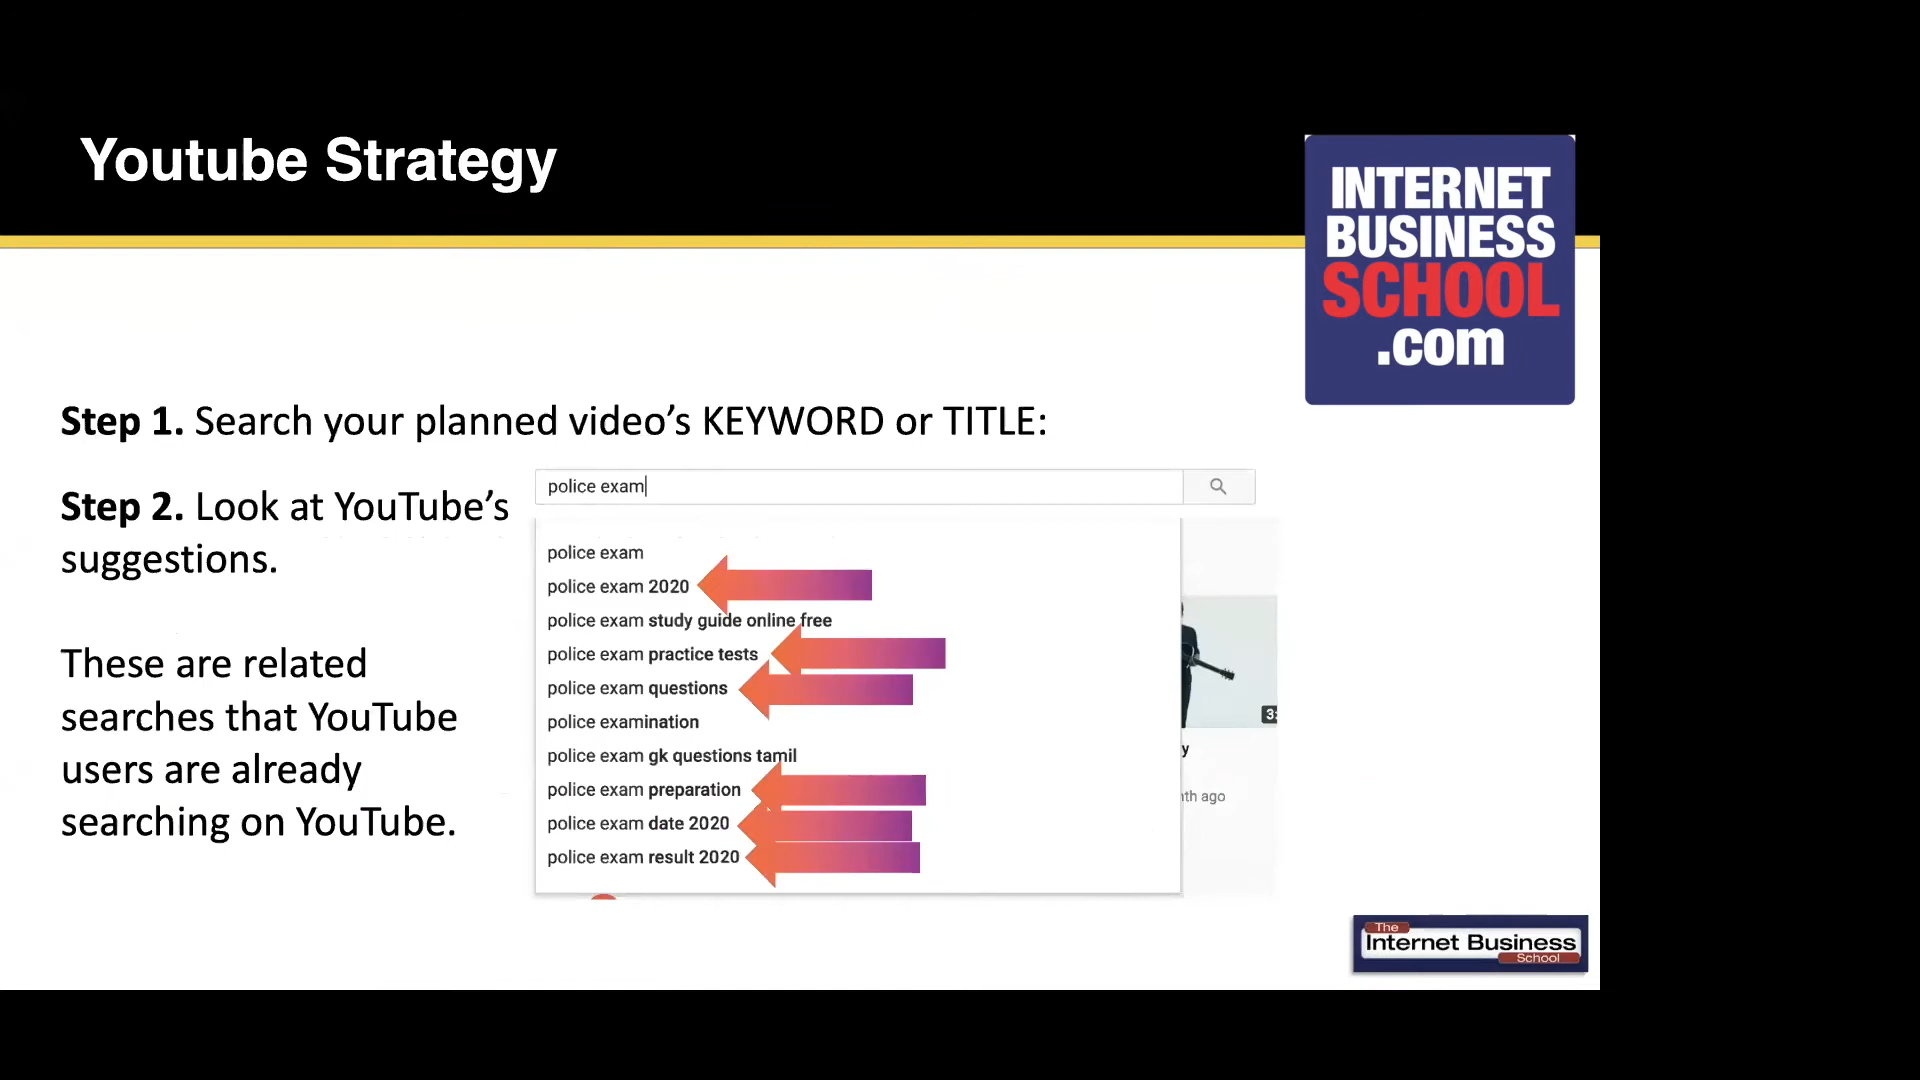 Youtube Strategy
INTERNET
BUSINESS
SCHOOL
.com
Step 1. Search your planned video’s KEYWORD or TITLE:
Step 2. Look at YouTube’s
suggestions.
These are related
searches that YouTube
users are already
searching on YouTube.
police exam
police exam
police exam 2020
police exam study guide online free
police exam practice tests
police exam questions
police examination
police exam gk questions tamil
police exam preparation
police exam date 2020
police exam result 2020
3:
y
nth ago
The
Internet Business
School